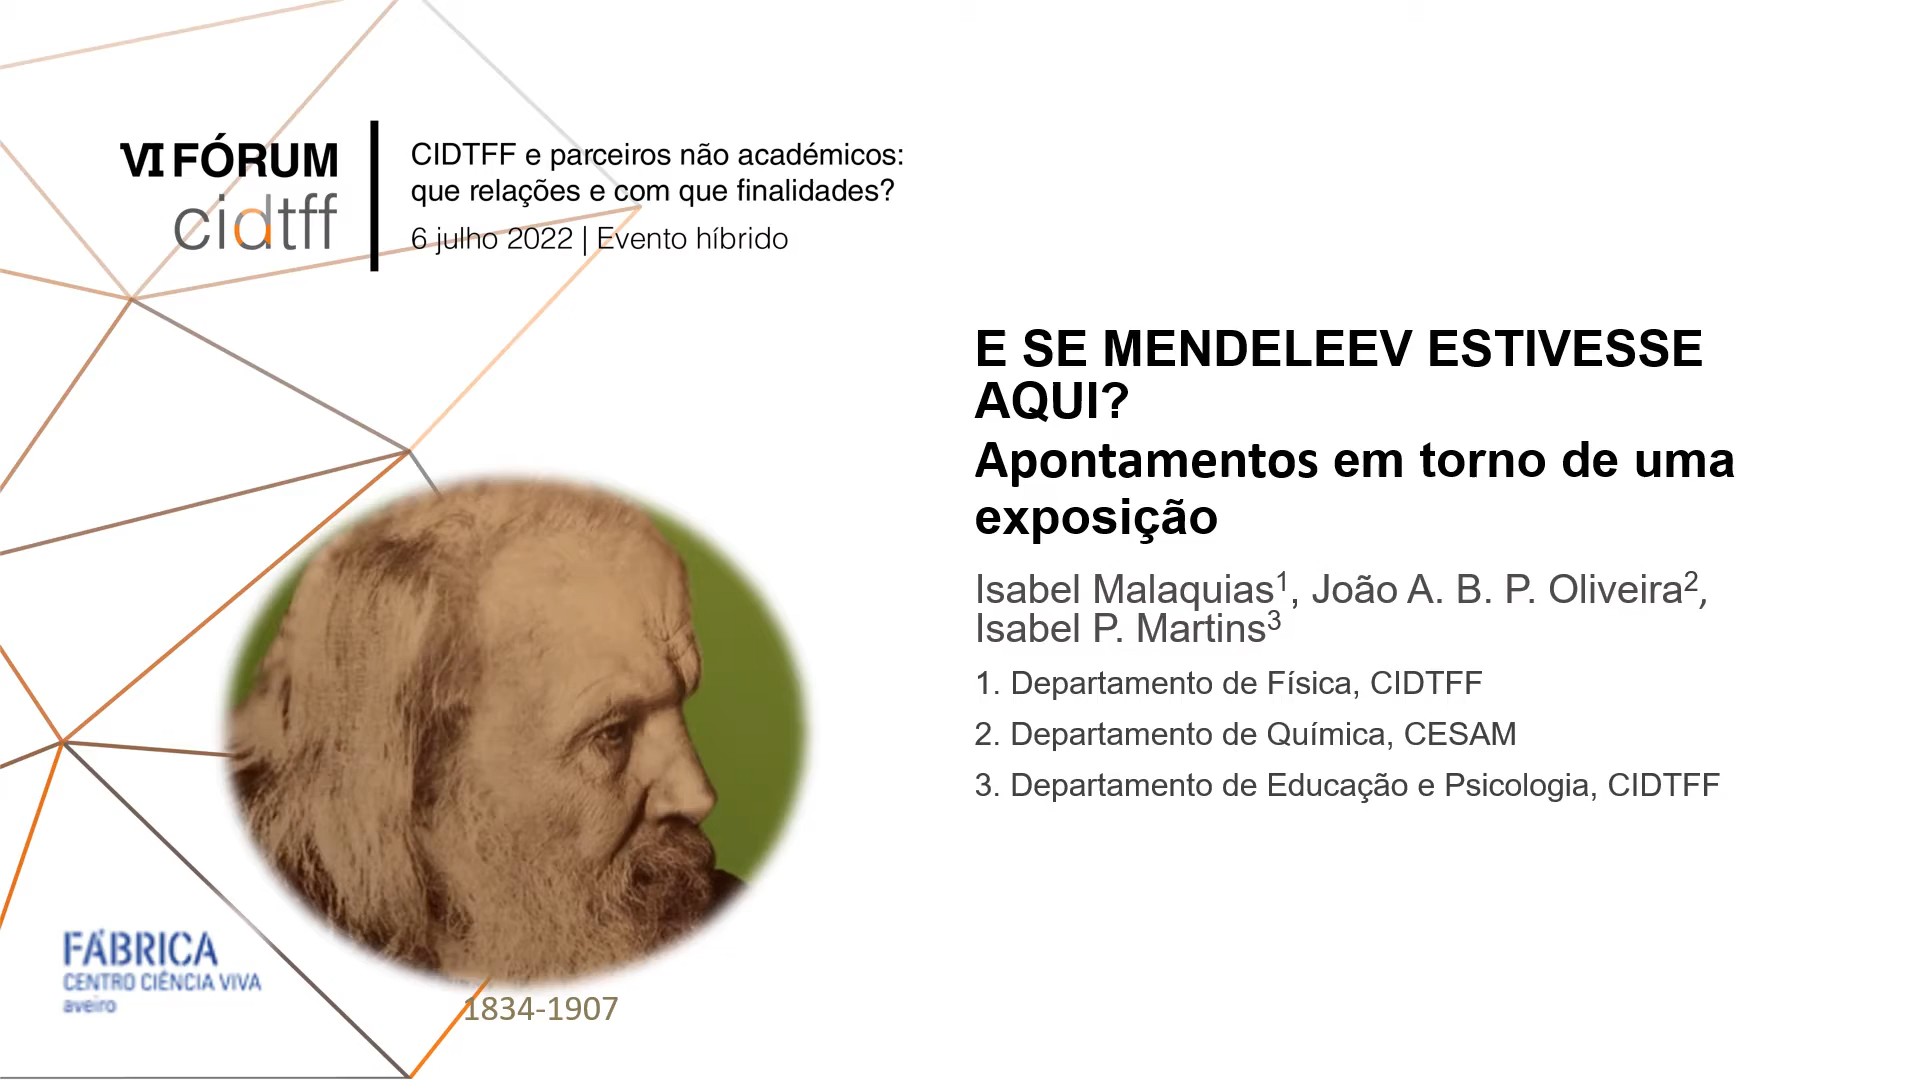 VI FÓRUM
cidtff
CIDTFF e parceiros não académicos:
que relações e com que finalidades?
6 julho 2022 | Evento híbrido
E SE MENDELEEV ESTIVESSE
AQUI?
Apontamentos em torno de uma
exposição
Isabel Malaquias¹, João A. B. P. Oliveira²,
Isabel P. Martins³
1. Departamento de Física, CIDTFF
2. Departamento de Química, CESAM
3. Departamento de Educação e Psicologia, CIDTFF
FÁBRICA
CENTRO CIÊNCIA VIVA
aveiro
1834-1907